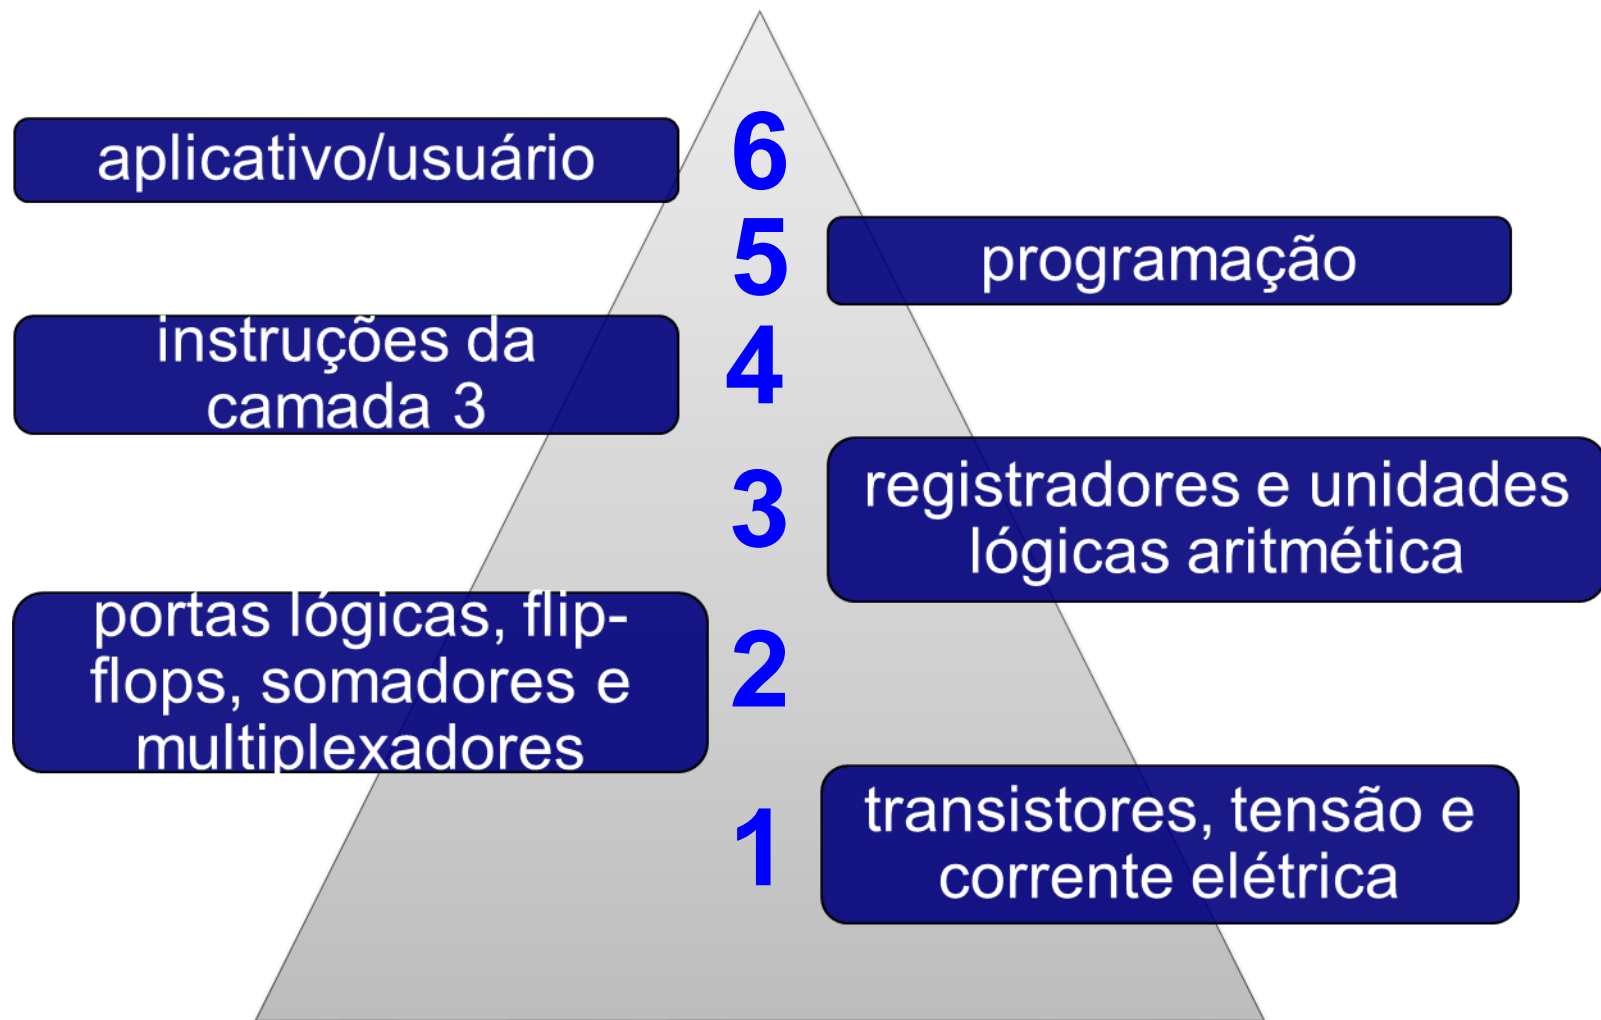 aplicativo/usuário
6
5
programação
instruções da
camada 3
4
3
registradores e unidades
lógicas aritmética
portas lógicas, flip-
flops, somadores e
multiplexadores
2
1
transistores, tensão e
corrente elétrica